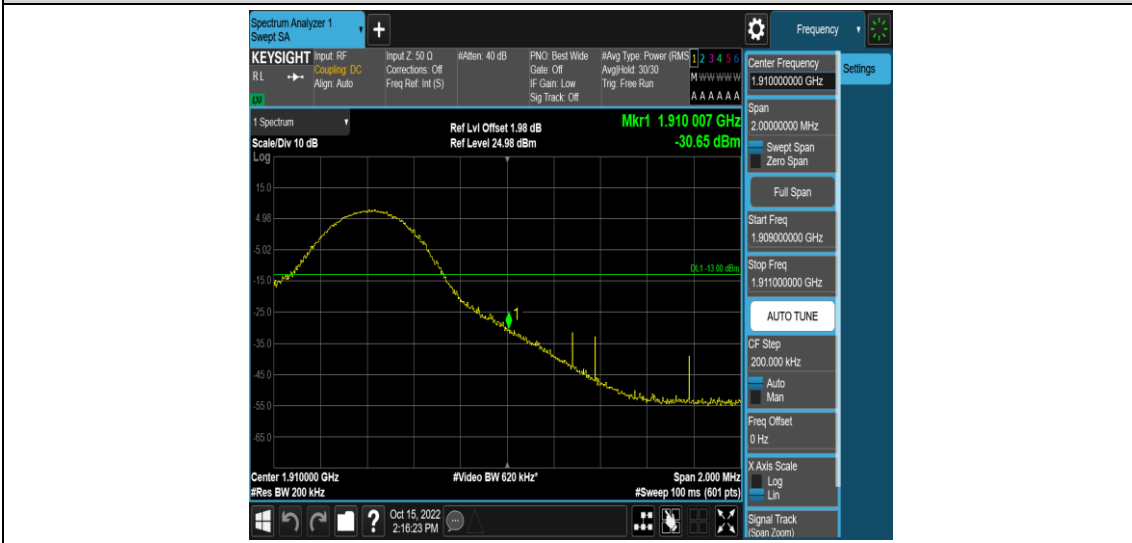 Spectrum Analyzer 1
Swept SA
+
Frequency
KEYSIGHT
Input: RF
Coupling: DC
Align: Auto
Input Z: 50 Ω
Corrections: Off
Freq Ref: Int (S)
#Atten: 40 dB
PNO: Best Wide
Gate: Off
IF Gain: Low
Sig Track: Off
#Avg Type: Power (RMS
Avg|Hold: 30/30
Trig: Free Run
1 2 3 4 5 6
M W W W W W
A A A A A A
R L
LXI
1 Spectrum
Scale/Div 10 dB
Log
Ref Lvl Offset 1.98 dB
Ref Level 24.98 dBm
Mkr1 1.910 007 GHz
-30.65 dBm
15.0
4.98
-5.02
-15.0
-25.0
-35.0
-45.0
-55.0
-65.0
DL1 -13.00 dBm
1
Center 1.910000 GHz
#Res BW 200 kHz
#Video BW 620 kHz*
Span 2.000 MHz
#Sweep 100 ms (601 pts)
Center Frequency
1.910000000 GHz
Settings
Span
2.00000000 MHz
Swept Span
Zero Span
Full Span
Start Freq
1.909000000 GHz
Stop Freq
1.911000000 GHz
AUTO TUNE
CF Step
200.000 kHz
Auto
Man
Freq Offset
0 Hz
X Axis Scale
Log
Lin
Signal Track
(Span Zoom)
?
Oct 15, 2022
2:16:23 PM